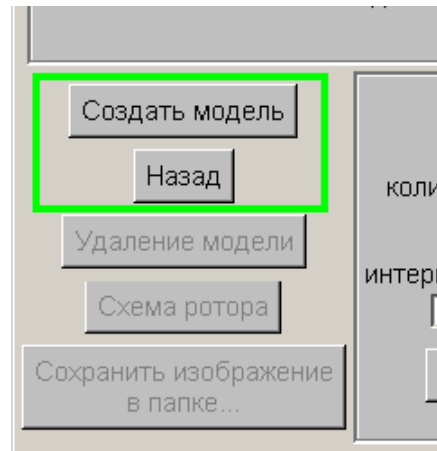 Создать модель
Назад
Удаление модели
Схема ротора
Сохранить изображение
в папке...